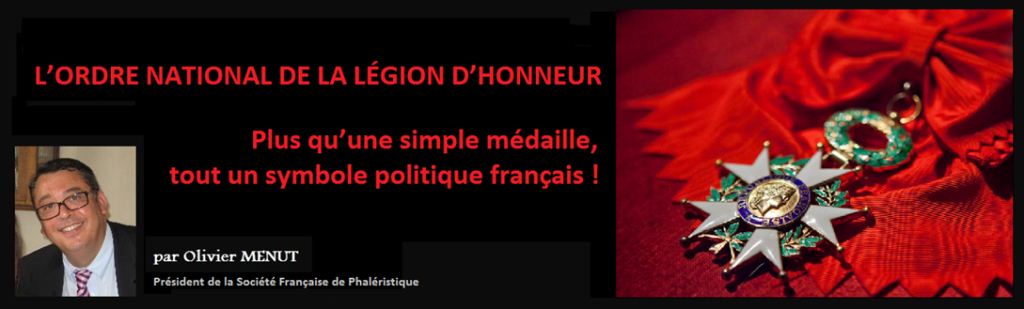 L’ORDRE NATIONAL DE LA LÉGION D’HONNEUR
Plus qu’une simple médaille,
tout un symbole politique français !
par Olivier MENUT
Président de la Société Française de Phaléristique